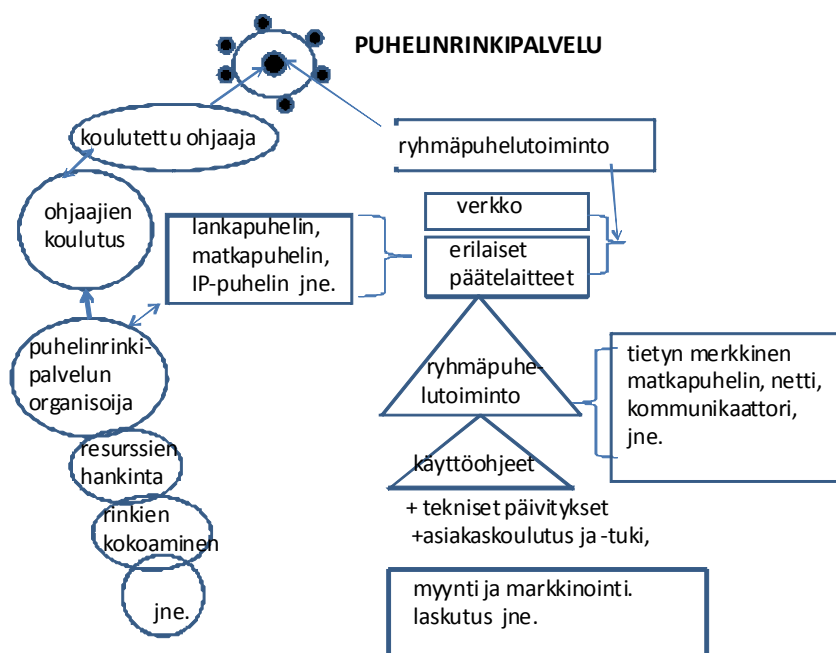 PUHELINRINKIPALVELU
koulutettu ohjaaja
ryhmäpuhelutoiminto
ohjaajien
koulutus
lankapuhelin,
matkapuhelin,
IP-puhelin jne.
verkko
erilaiset
päätelaitteet
puhelinrinki-
palvelun
organisoija
ryhmäpuhe-
lutoiminto
tietyn merkkinen
matkapuhelin, netti,
kommunikaattori,
jne.
resurssien
hankinta
käyttöohjeet
rinkien
kokoaminen
+ tekniset päivitykset
+asiakaskoulutus ja -tuki,
jne.
myynti ja markkinointi.
laskutus jne.